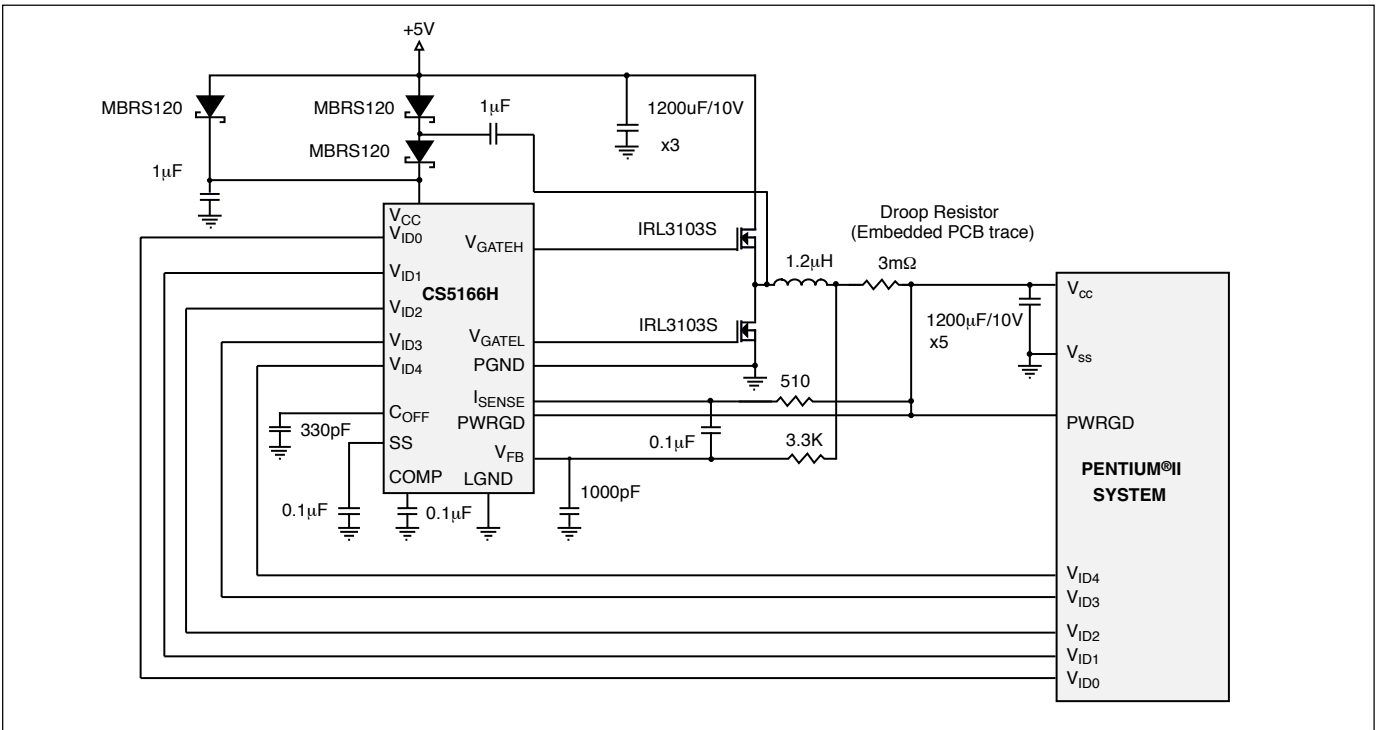 +5V
MBRS120
MBRS120
1μF
1200uF/10V
x3
MBRS120
1μF
VCC
VID0
VGATEH
IRL3103S
Droop Resistor
(Embedded PCB trace)
1.2μH
3mΩ
VID1
CS5166H
Vcc
VID2
1200μF/10V
x5
VID3
VGATEL
IRL3103S
Vss
VID4
PGND
ISENSE
510
COFF
330pF
PWRGD
PWRGD
SS
0.1μF
3.3K
VFB
PENTIUM®II
SYSTEM
COMP
LGND
1000pF
0.1μF
0.1μF
VID4
VID3
VID2
VID1
VID0